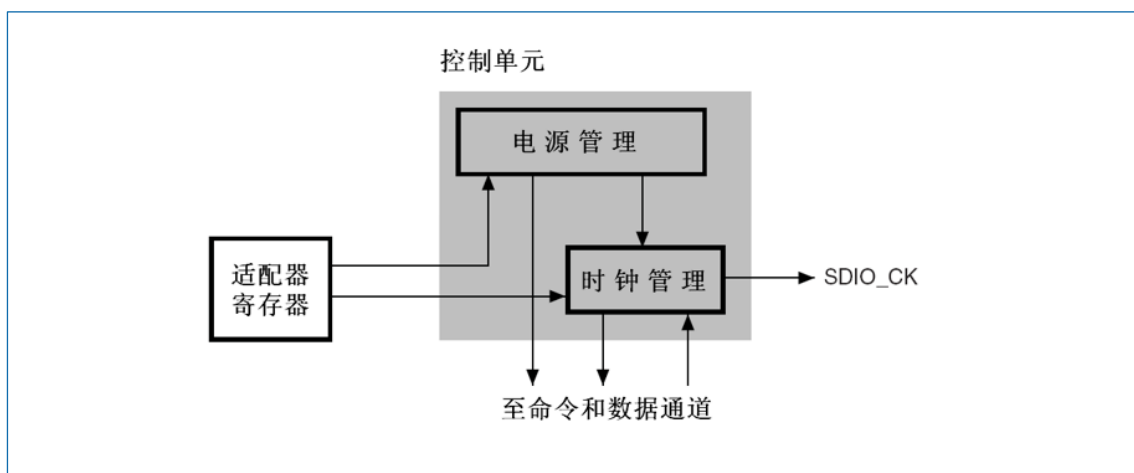 控制单元
电源管理
适配器
寄存器
时钟管理
SDIO_CK
至命令和数据通道